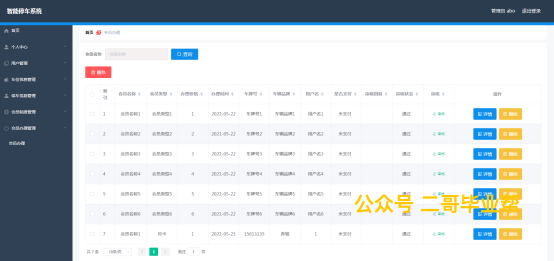 智能停车系统
管理员 abo 退出登录
首页
个人中心
用户管理
车位信息管理
停车信息管理
会员信息管理
会员办理管理
会员办理
首页 会员办理
会员名称 会员名称 查询
删除
索引 会员名称 会员类型 办理价格 办理时间 车牌号 车辆品牌 用户名 是否支付 审核回复 审核状态 审核 操作
1 会员名称1 会员类型1 1 2021-05-22 车牌号1 车辆品牌1 用户名1 未支付 通过 审核 详情 删除
2 会员名称2 会员类型2 2 2021-05-22 车牌号2 车辆品牌2 用户名2 未支付 通过 审核 详情 删除
3 会员名称3 会员类型3 3 2021-05-22 车牌号3 车辆品牌3 用户名3 未支付 通过 审核 详情 删除
4 会员名称4 会员类型4 4 2021-05-22 车牌号4 车辆品牌4 用户名4 未支付 通过 审核 详情 删除
5 会员名称5 会员类型5 5 2021-05-22 车牌号5 车辆品牌5 用户名5 未支付 通过 审核 详情 删除
公众号 二哥毕业帮
6 会员名称6 会员类型6 6 2021-05-22 车牌号6 车辆品牌6 用户名6 未支付 通过 审核 详情 删除
7 会员名称1 月卡 1 2021-05-23 15613135 奔驰 1 未支付 通过 审核 详情 删除
共 7 条 10条/页 1 前往 1 页